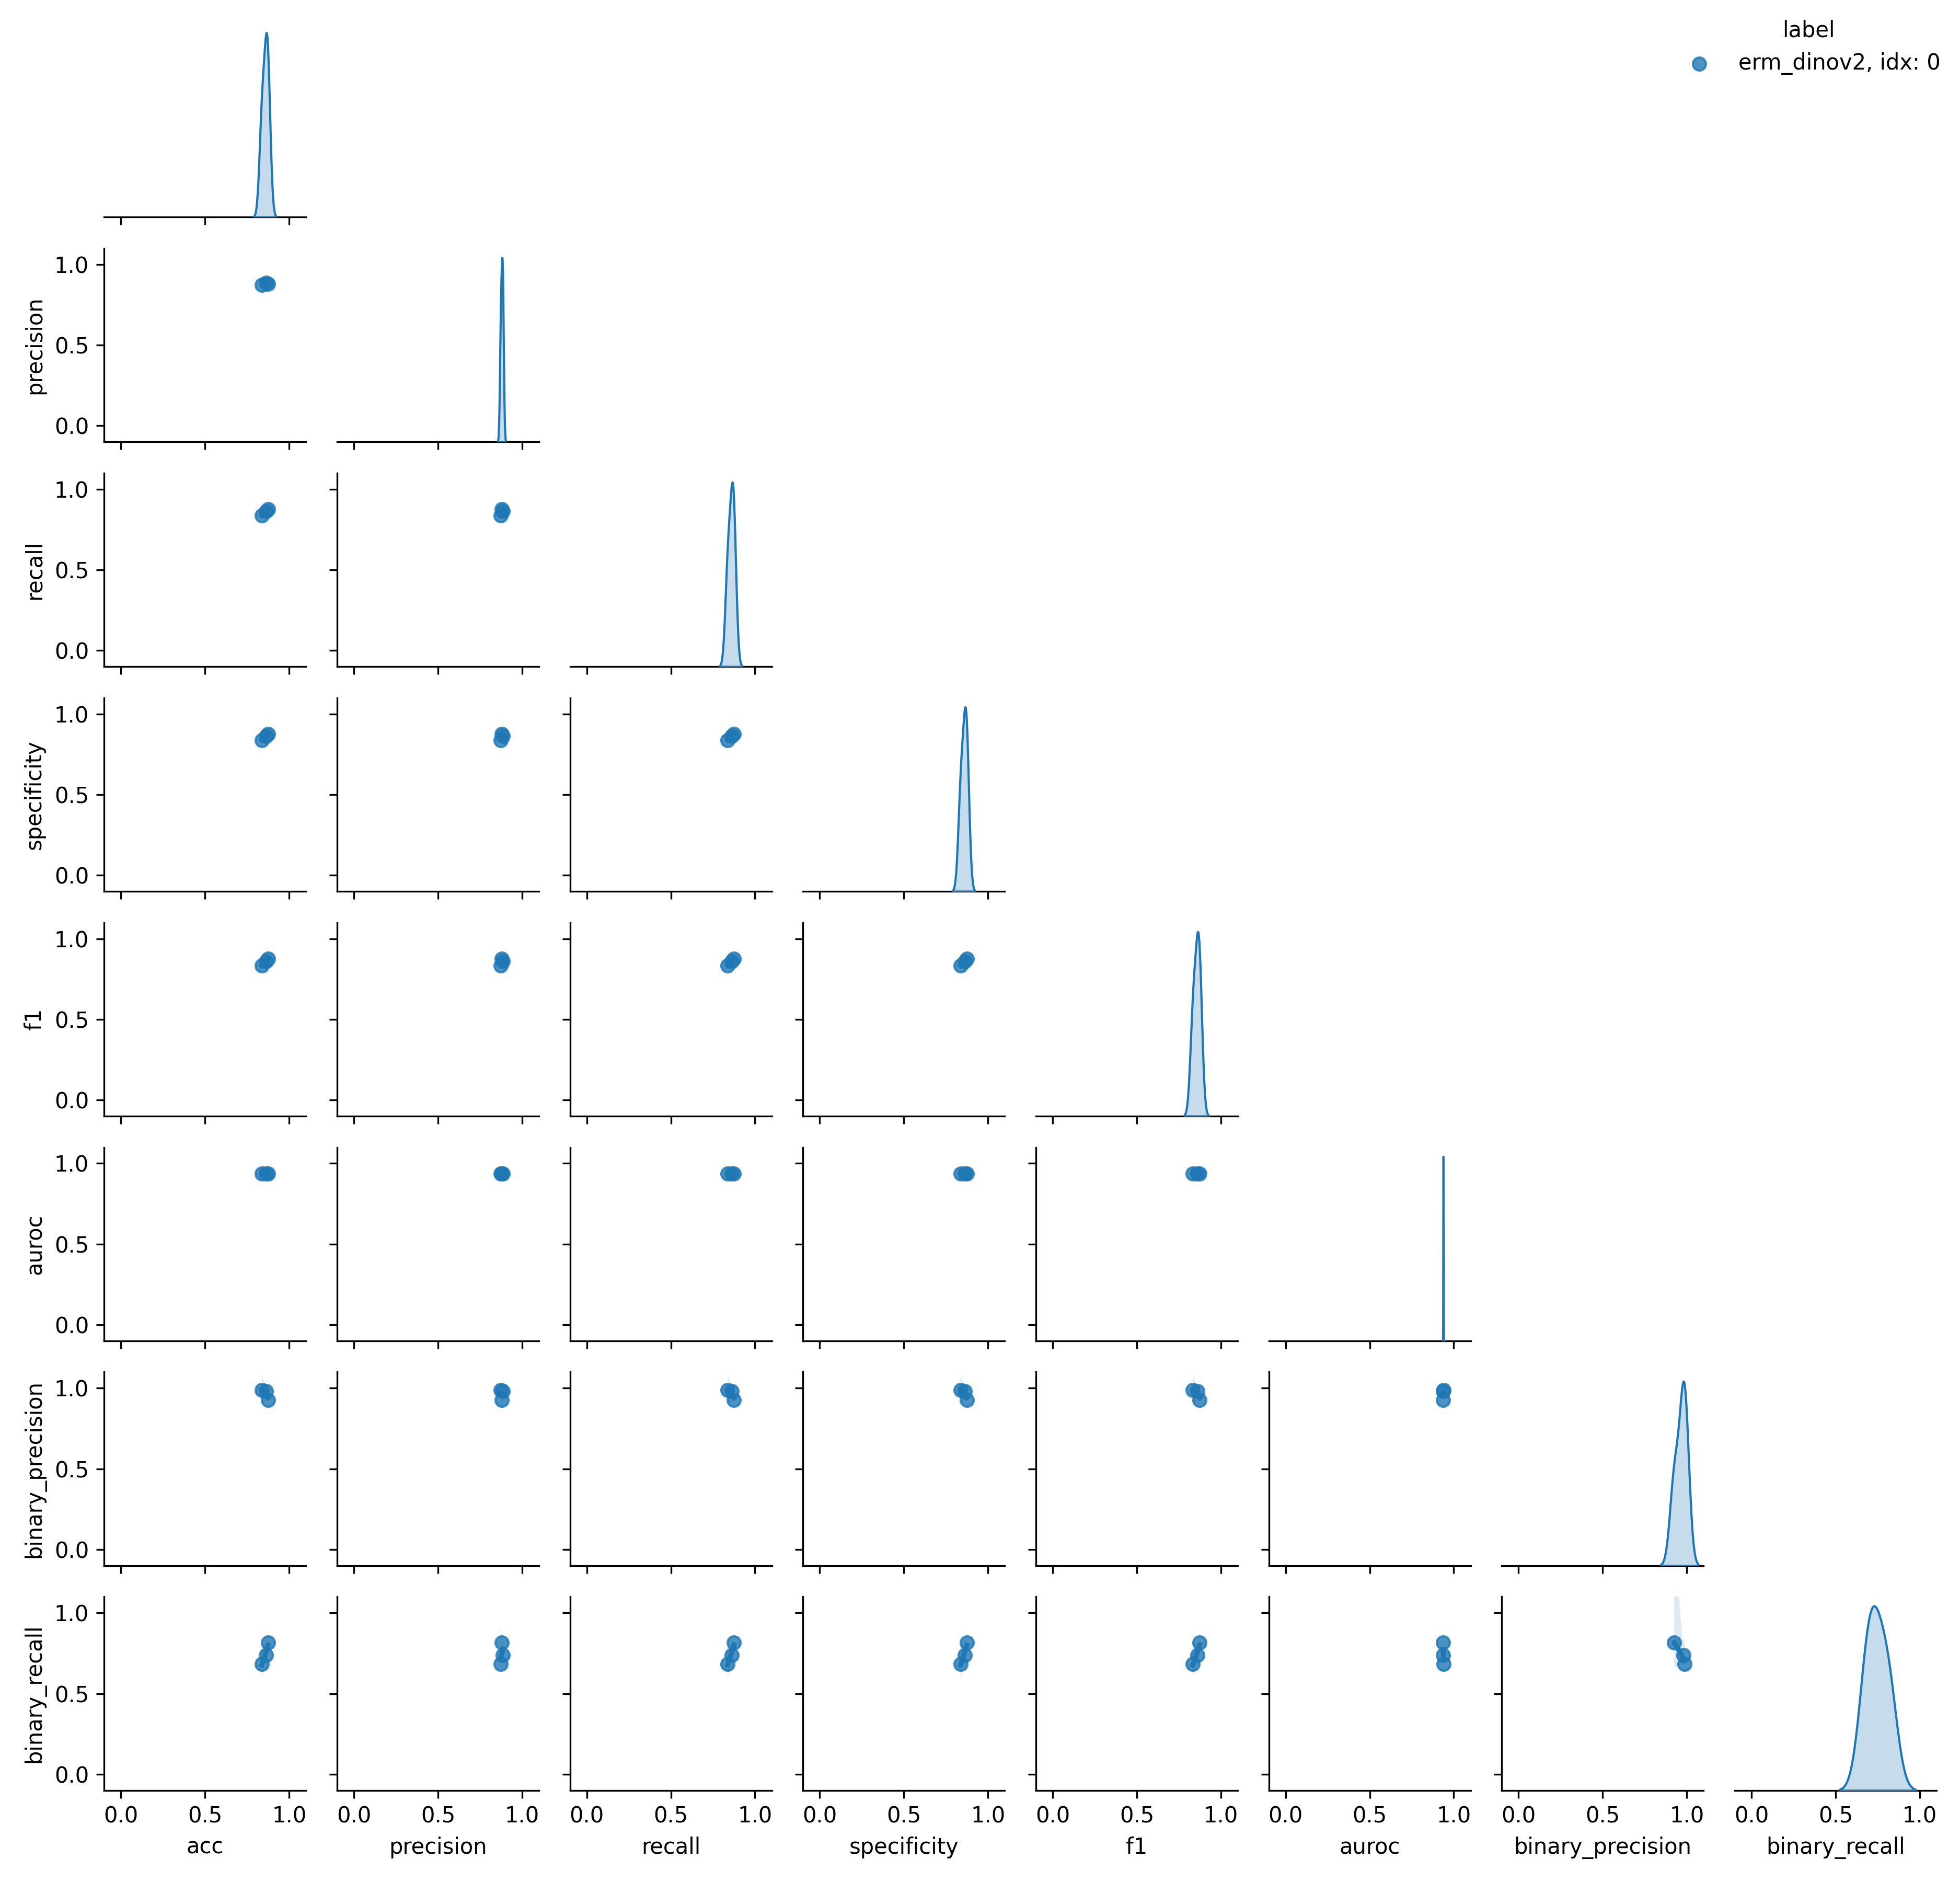 label
erm_dinov2, idx: 0
precision
1.0
0.5
0.0
recall
1.0
0.5
0.0
specificity
1.0
0.5
0.0
f1
1.0
0.5
0.0
auroc
1.0
0.5
0.0
binary_precision
1.0
0.5
0.0
binary_recall
1.0
0.5
0.0
0.0 0.5 1.0 0.0 0.5 1.0 0.0 0.5 1.0 0.0 0.5 1.0 0.0 0.5 1.0 0.0 0.5 1.0 0.0 0.5 1.0 0.0 0.5 1.0
acc precision recall specificity f1 auroc binary_precision binary_recall